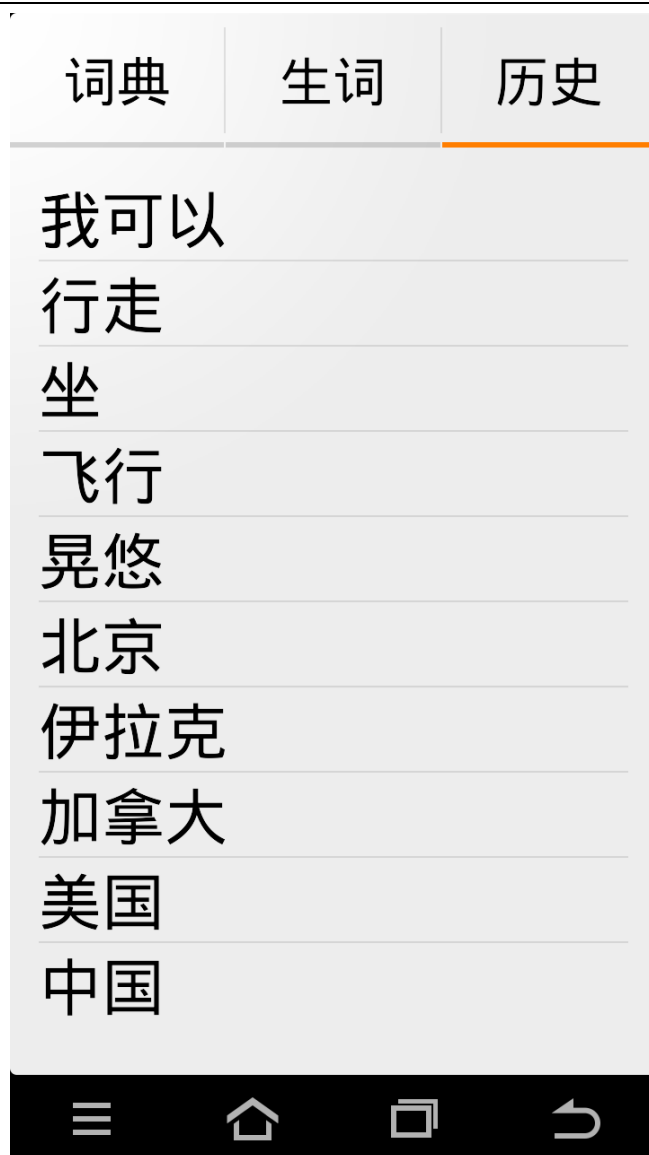 词典 生词 历史
我可以
行走
坐
飞行
晃悠
北京
伊拉克
加拿大
美国
中国